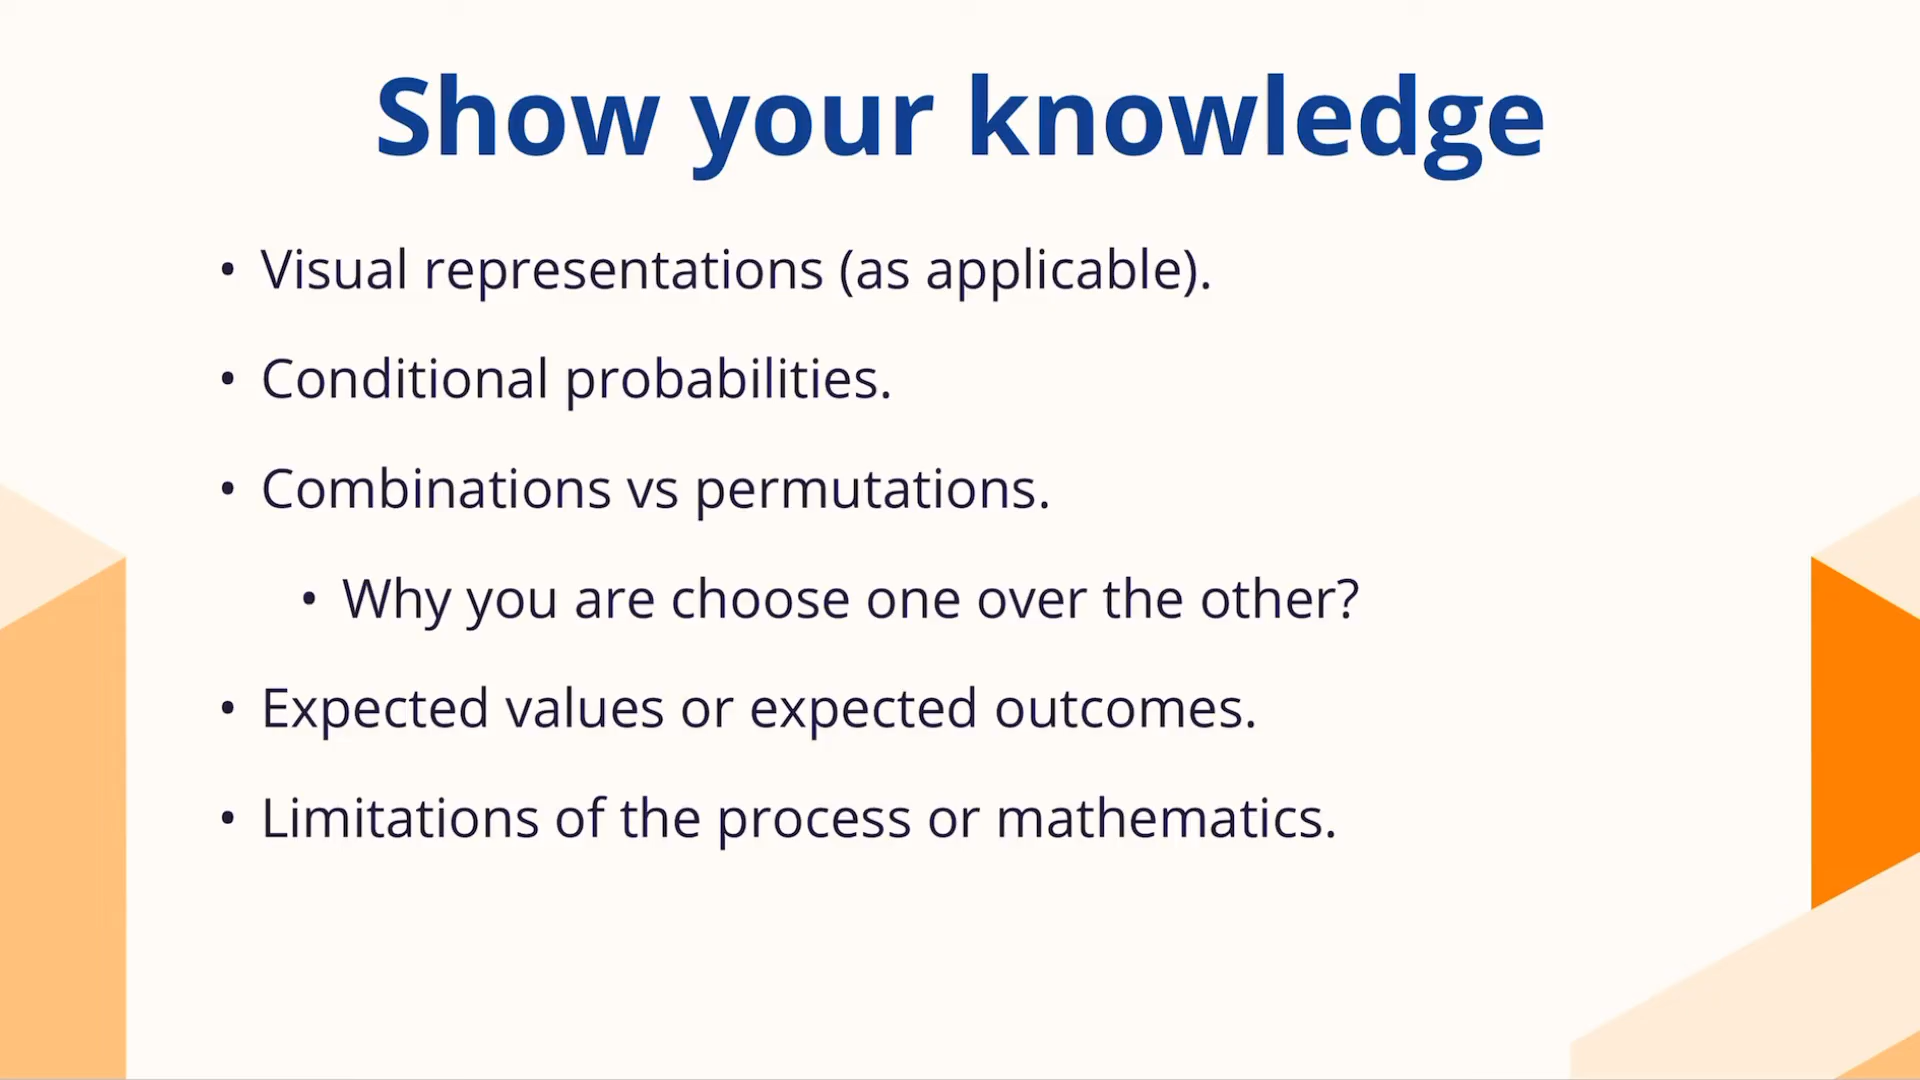 Show your knowledge
• Visual representations (as applicable).
• Conditional probabilities.
• Combinations vs permutations.
• Why you are choose one over the other?
• Expected values or expected outcomes.
• Limitations of the process or mathematics.